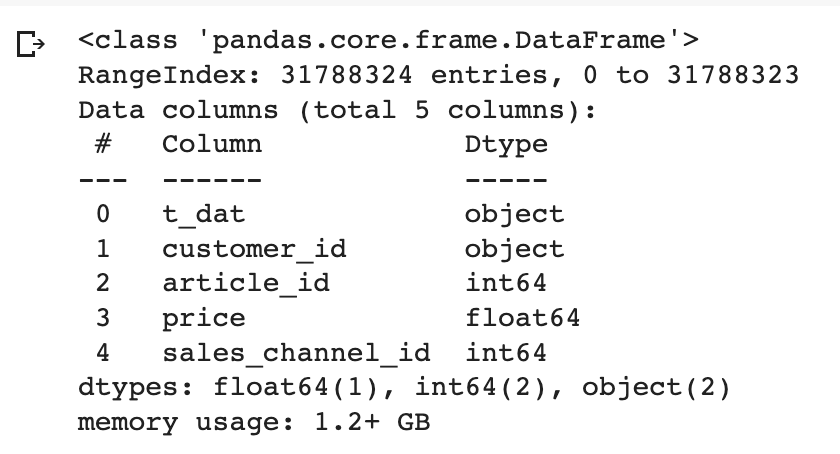 <class 'pandas.core.frame.DataFrame'>
RangeIndex: 31788324 entries, 0 to 31788323
Data columns (total 5 columns):
 #   Column            Dtype
---  ------            -----
 0   t_dat             object
 1   customer_id       object
 2   article_id        int64
 3   price             float64
 4   sales_channel_id  int64
dtypes: float64(1), int64(2), object(2)
memory usage: 1.2+ GB